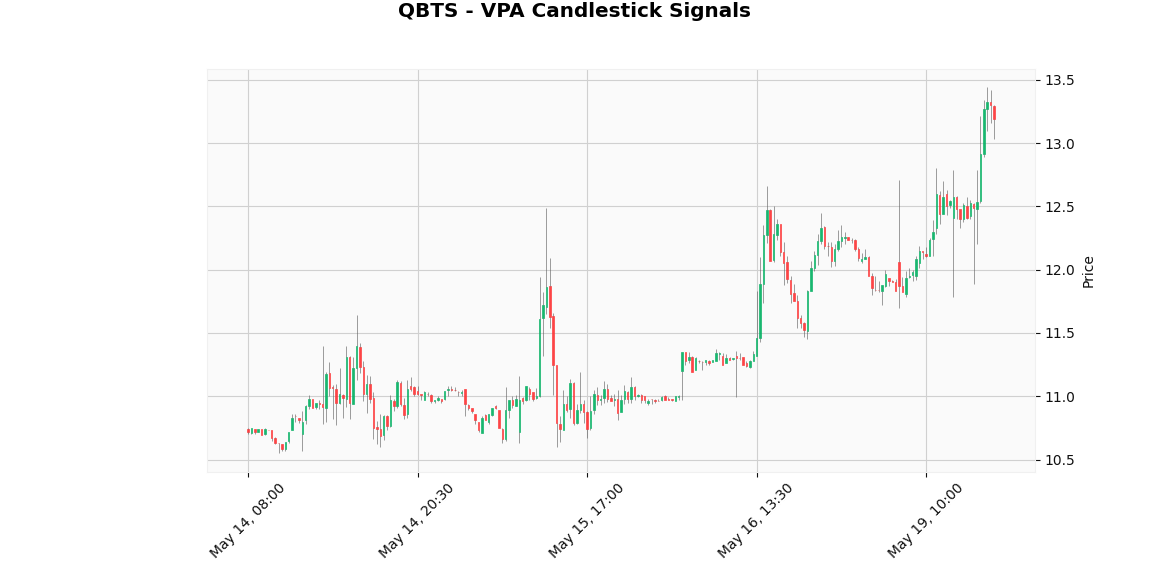 QBTS - VPA Candlestick Signals
13.5
13.0
12.5
12.0
11.5
11.0
10.5
Price
May 14, 08:00
May 14, 20:30
May 15, 17:00
May 16, 13:30
May 19, 10:00